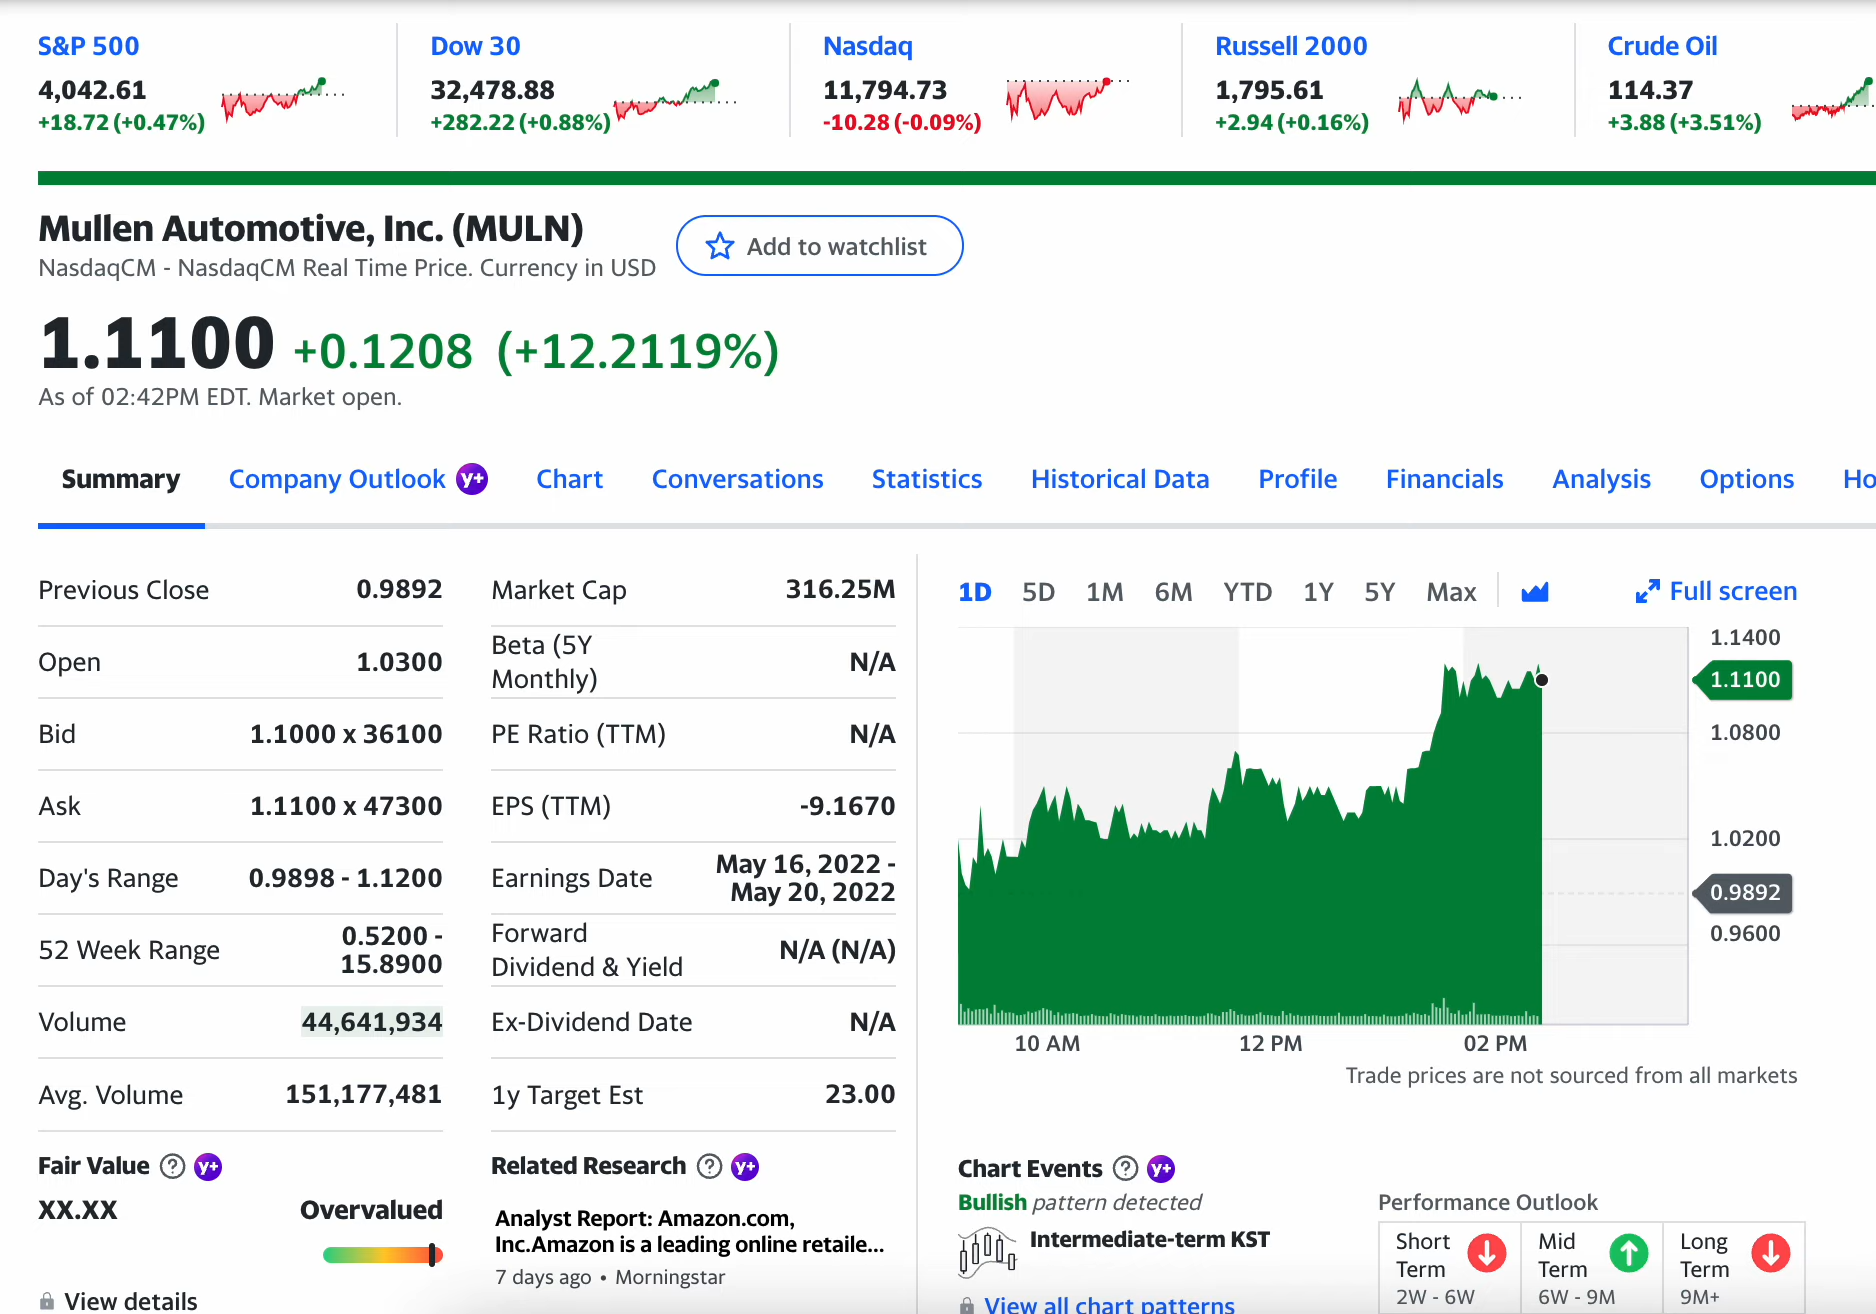 S&P 500
4,042.61
+18.72 (+0.47%)
Dow 30
32,478.88
+282.22 (+0.88%)
Nasdaq
11,794.73
-10.28 (-0.09%)
Russell 2000
1,795.61
+2.94 (+0.16%)
Crude Oil
114.37
+3.88 (+3.51%)
Mullen Automotive, Inc. (MULN)
NasdaqCM - NasdaqCM Real Time Price. Currency in USD
Add to watchlist
1.1100 +0.1208 (+12.2119%)
As of 02:42PM EDT. Market open.
Summary Company Outlook y+ Chart Conversations Statistics Historical Data Profile Financials Analysis Options Ho
Previous Close 0.9892
Open 1.0300
Bid 1.1000 x 36100
Ask 1.1100 x 47300
Day's Range 0.9898 - 1.1200
52 Week Range 0.5200 -
15.8900
Volume 44,641,934
Avg. Volume 151,177,481
Market Cap 316.25M
Beta (5Y
Monthly) N/A
PE Ratio (TTM) N/A
EPS (TTM) -9.1670
Earnings Date May 16, 2022 -
May 20, 2022
Forward
Dividend & Yield N/A (N/A)
Ex-Dividend Date N/A
1y Target Est 23.00
1D 5D 1M 6M YTD 1Y 5Y Max Full screen
1.1400
1.1100
1.0800
1.0200
0.9892
0.9600
10 AM 12 PM 02 PM
Trade prices are not sourced from all markets
Fair Value ? y+
XX.XX Overvalued
View details
Related Research ? y+
Analyst Report: Amazon.com,
Inc.Amazon is a leading online retaile...
7 days ago • Morningstar
Chart Events ? y+
Bullish pattern detected
Intermediate-term KST
View all chart patterns
Performance Outlook
Short
Term
2W - 6W
Mid
Term
6W - 9M
Long
Term
9M+